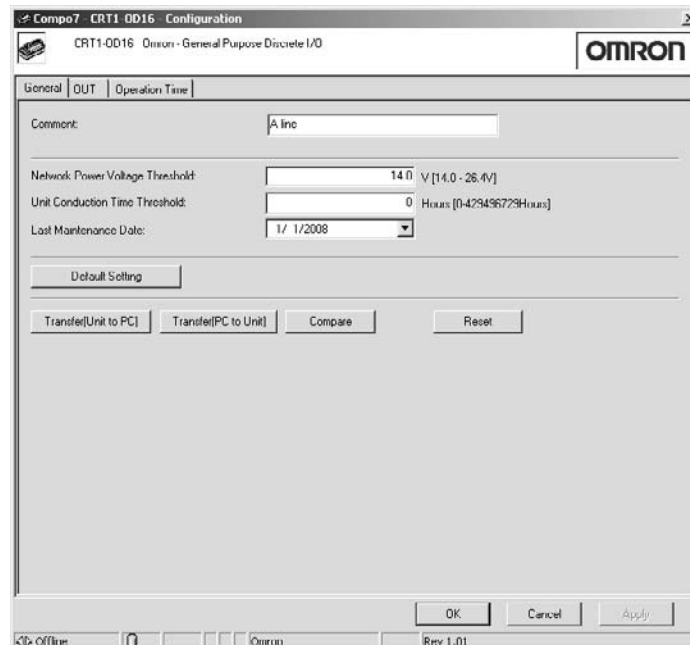 Compo7 - CRT1-OD16 - Configuration
CRT1-OD16 Omron - General Purpose Discrete I/O
OMRON
General OUT Operation Time
Comment: A line
Network Power Voltage Threshold: 14.0 V [14.0 - 26.4V]
Unit Conduction Time Threshold: 0 Hours [0-429496729Hours]
Last Maintenance Date: 1/ 1/2008
Default Setting
Transfer[Unit to PC] Transfer[PC to Unit] Compare Reset
OK Cancel Apply
Offline Omron Rev 1.01